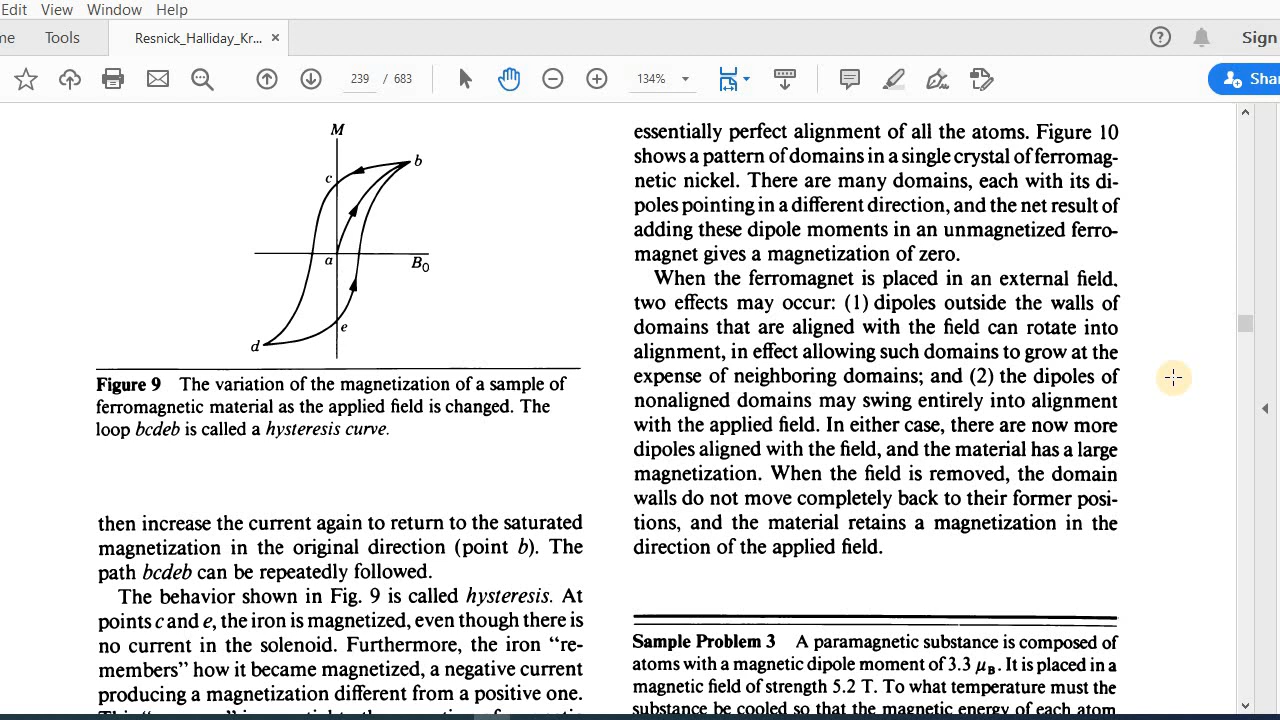 Edit View Window Help
me Tools Resnick_Halliday_Kr... × Sign
239 / 683 134% Shar
M
b
c
a
B0
e
d
Figure 9 The variation of the magnetization of a sample of
ferromagnetic material as the applied field is changed. The
loop bcdeb is called a hysteresis curve.
then increase the current again to return to the saturated
magnetization in the original direction (point b). The
path bcdeb can be repeatedly followed.
The behavior shown in Fig. 9 is called hysteresis. At
points c and e, the iron is magnetized, even though there is
no current in the solenoid. Furthermore, the iron “re-
members” how it became magnetized, a negative current
producing a magnetization different from a positive one.
essentially perfect alignment of all the atoms. Figure 10
shows a pattern of domains in a single crystal of ferromag-
netic nickel. There are many domains, each with its di-
poles pointing in a different direction, and the net result of
adding these dipole moments in an unmagnetized ferro-
magnet gives a magnetization of zero.
When the ferromagnet is placed in an external field,
two effects may occur: (1) dipoles outside the walls of
domains that are aligned with the field can rotate into
alignment, in effect allowing such domains to grow at the
expense of neighboring domains; and (2) the dipoles of
nonaligned domains may swing entirely into alignment
with the applied field. In either case, there are now more
dipoles aligned with the field, and the material has a large
magnetization. When the field is removed, the domain
walls do not move completely back to their former posi-
tions, and the material retains a magnetization in the
direction of the applied field.
Sample Problem 3 A paramagnetic substance is composed of
atoms with a magnetic dipole moment of 3.3 μB. It is placed in a
magnetic field of strength 5.2 T. To what temperature must the
substance be cooled so that the magnetic energy of each atom